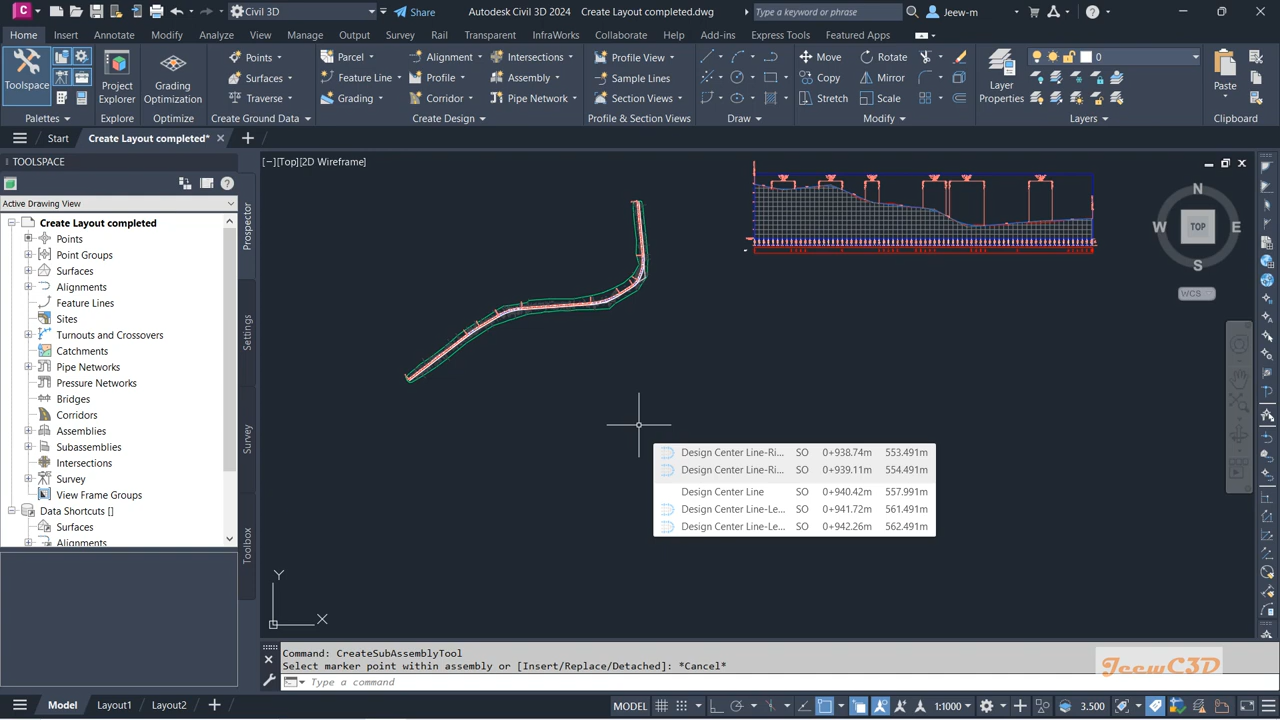 Civil 3D
Share
Autodesk Civil 3D 2024
Create Layout completed.dwg
Type a keyword or phrase
Jeew-m
Home Insert Annotate Modify Analyze View Manage Output Survey Rail Transparent InfraWorks Collaborate Help Add-ins Express Tools Featured Apps
Toolspace
Project
Explorer
Grading
Optimization
Points
Surfaces
Traverse
Parcel
Feature Line
Grading
Alignment
Profile
Corridor
Intersections
Assembly
Pipe Network
Profile View
Sample Lines
Section Views
Move
Copy
Stretch
Rotate
Mirror
Scale
Layer
Properties
0
Paste
Palettes Explore Optimize Create Ground Data Create Design Profile & Section Views Draw Modify Layers Clipboard
Start
Create Layout completed*
TOOLSPACE
Active Drawing View
Create Layout completed
Points
Point Groups
Surfaces
Alignments
Feature Lines
Sites
Turnouts and Crossovers
Catchments
Pipe Networks
Pressure Networks
Bridges
Corridors
Assemblies
Subassemblies
Intersections
Survey
View Frame Groups
Data Shortcuts []
Surfaces
Alignments
Prospector
Settings
Survey
Toolbox
[−][Top][2D Wireframe]
N
W TOP E
S
WCS
Design Center Line-Ri... SO 0+938.74m 553.491m
Design Center Line-Ri... SO 0+939.11m 554.491m
Design Center Line SO 0+940.42m 557.991m
Design Center Line-Le... SO 0+941.72m 561.491m
Design Center Line-Le... SO 0+942.26m 562.491m
Y
X
Command: CreateSubAssemblyTool
Select marker point within assembly or [Insert/Replace/Detached]: *Cancel*
Type a command
JeewC3D
Model Layout1 Layout2
MODEL
1:1000
3.500